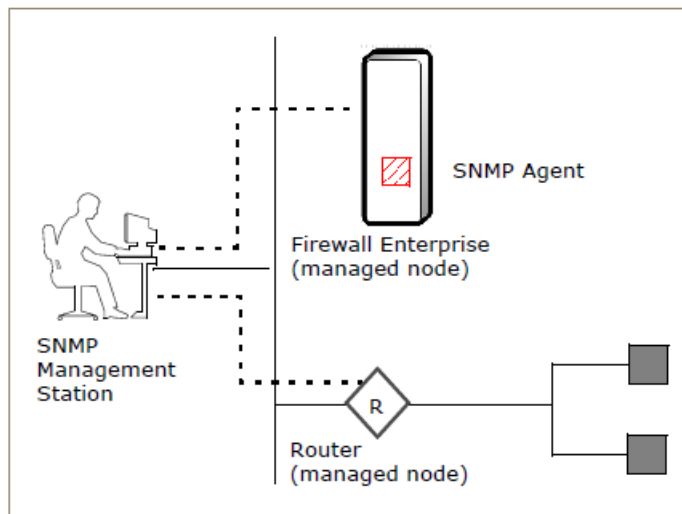 SNMP Agent
Firewall Enterprise
(managed node)
SNMP
Management
Station
R
Router
(managed node)